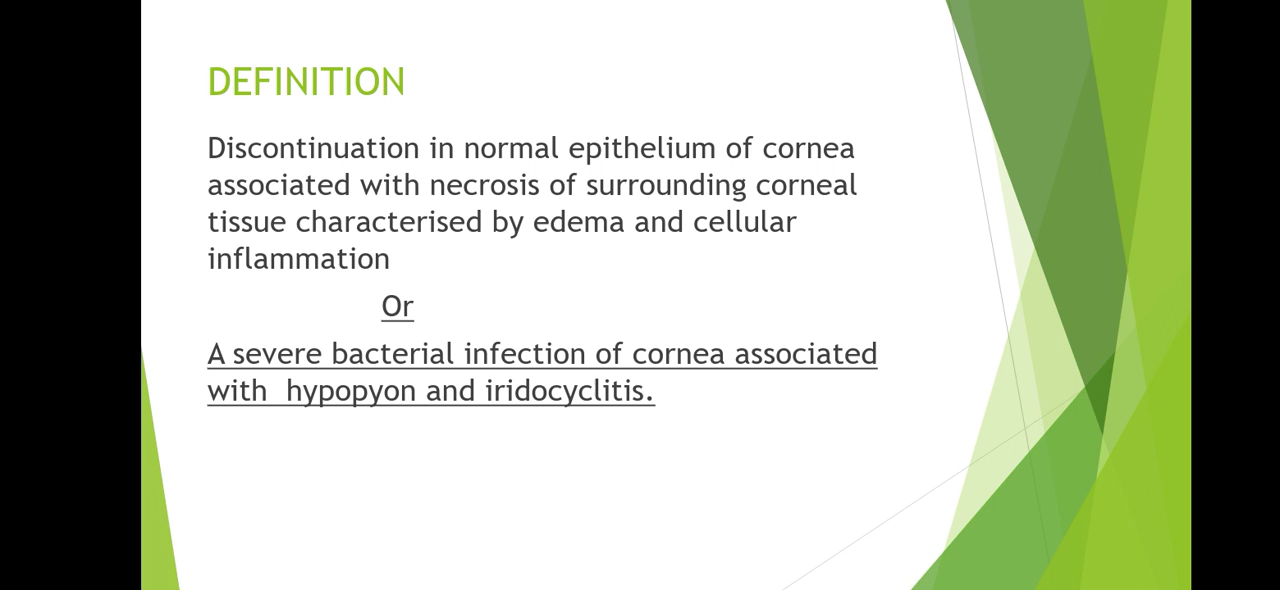 DEFINITION
Discontinuation in normal epithelium of cornea
associated with necrosis of surrounding corneal
tissue characterised by edema and cellular
inflammation
Or
A severe bacterial infection of cornea associated
with  hypopyon and iridocyclitis.